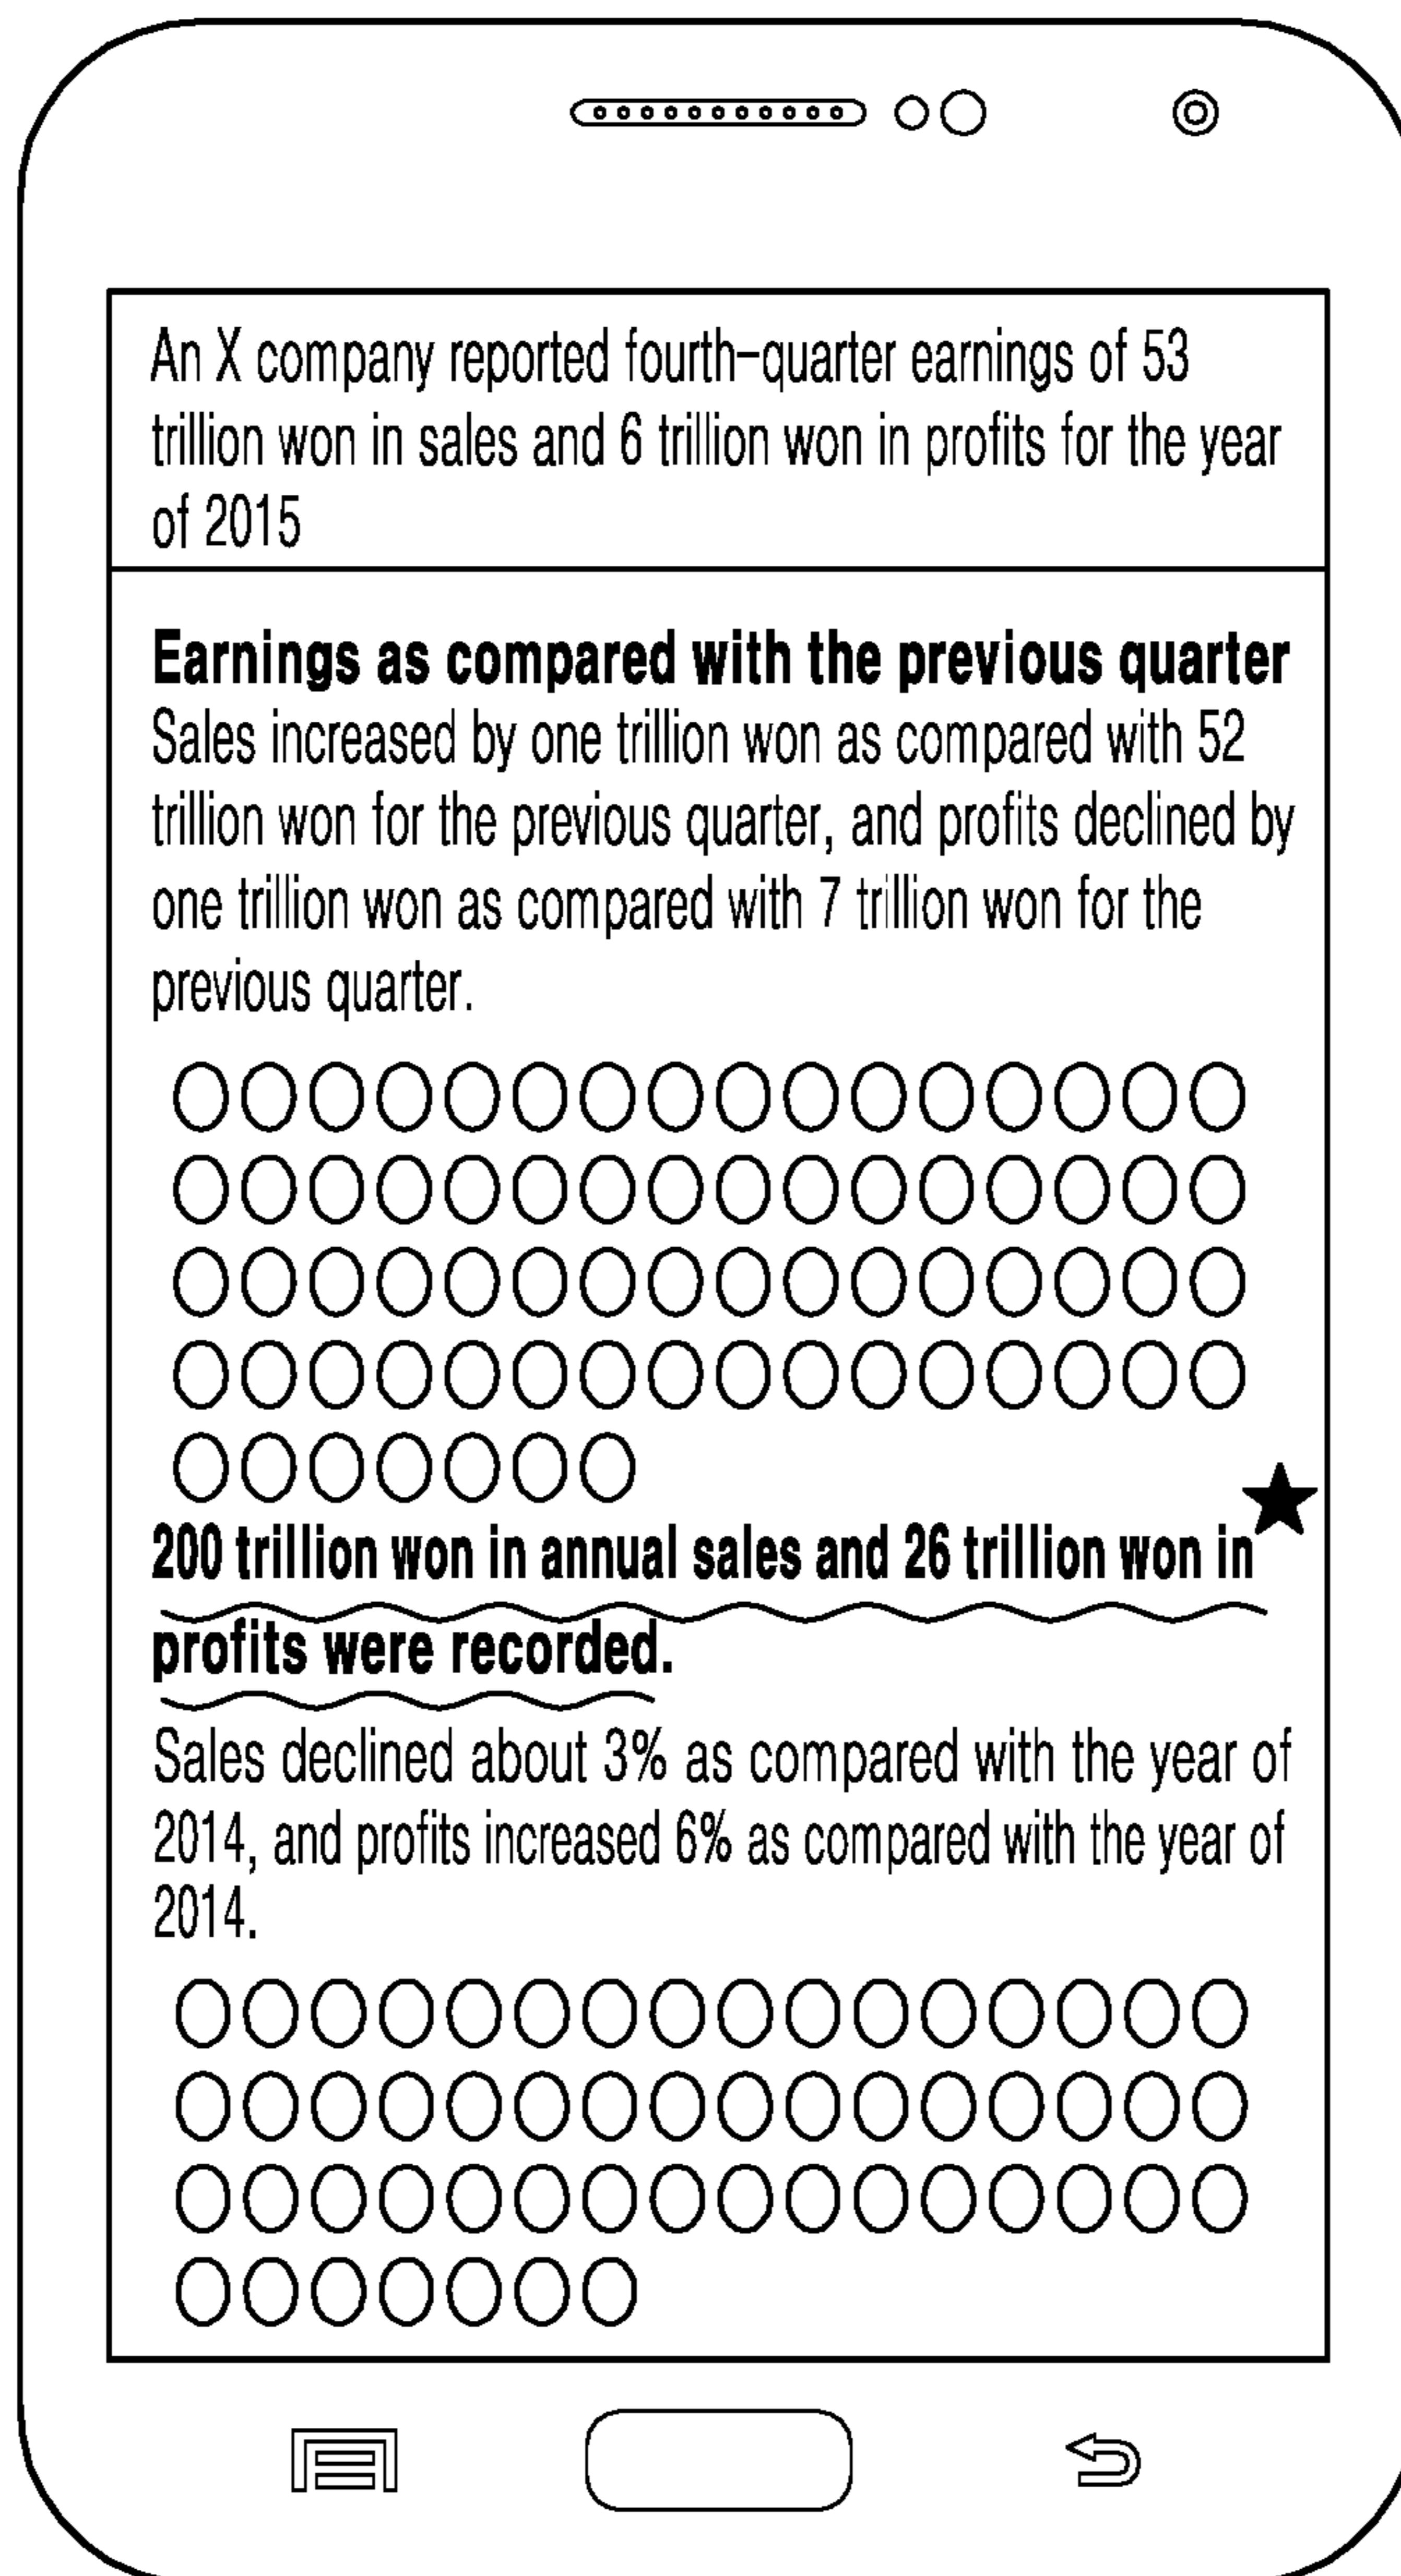 An X company reported fourth-quarter earnings of 53
trillion won in sales and 6 trillion won in profits for the year
of 2015
Earnings as compared with the previous quarter
Sales increased by one trillion won as compared with 52
trillion won for the previous quarter, and profits declined by
one trillion won as compared with 7 trillion won for the
previous quarter.
○○○○○○○○○○○○○○○○
○○○○○○○○○○○○○○○○
○○○○○○○○○○○○○○○○
○○○○○○○○○○○○○○○○
○○○○○○○
200 trillion won in annual sales and 26 trillion won in
profits were recorded.
Sales declined about 3% as compared with the year of
2014, and profits increased 6% as compared with the year of
2014.
○○○○○○○○○○○○○○○○
○○○○○○○○○○○○○○○○
○○○○○○○○○○○○○○○○
○○○○○○○